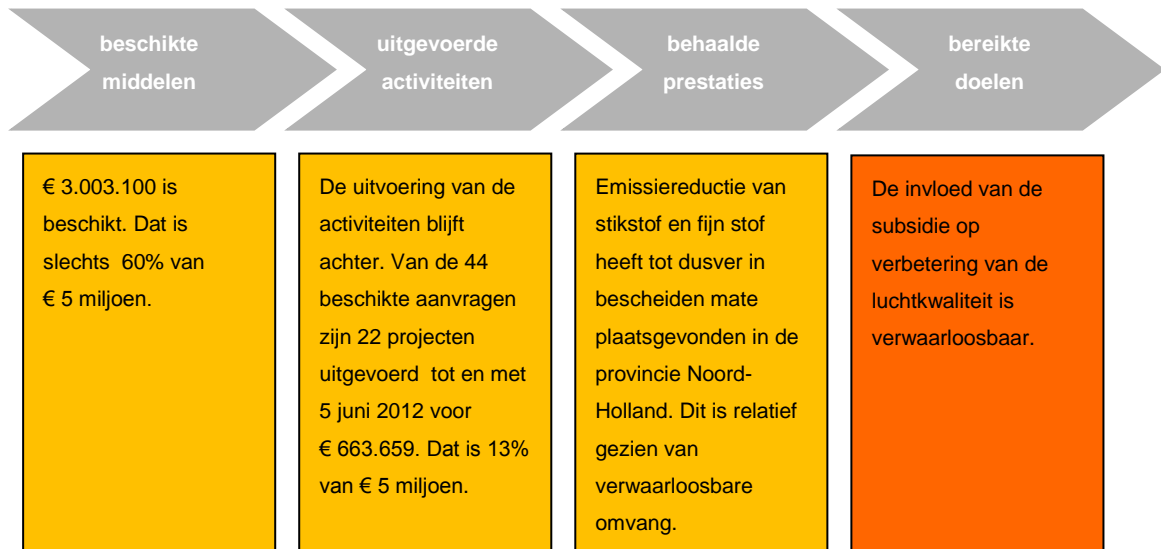 beschikte
middelen
uitgevoerde
activiteiten
behaalde
prestaties
bereikte
doelen
€ 3.003.100 is
beschikt. Dat is
slechts 60% van
€ 5 miljoen.
De uitvoering van de
activiteiten blijft
achter. Van de 44
beschikte aanvragen
zijn 22 projecten
uitgevoerd tot en met
5 juni 2012 voor
€ 663.659. Dat is 13%
van € 5 miljoen.
Emissiereductie van
stikstof en fijn stof
heeft tot dusver in
bescheiden mate
plaatsgevonden in de
provincie Noord-
Holland. Dit is relatief
gezien van
verwaarloosbare
omvang.
De invloed van de
subsidie op
verbetering van de
luchtkwaliteit is
verwaarloosbaar.